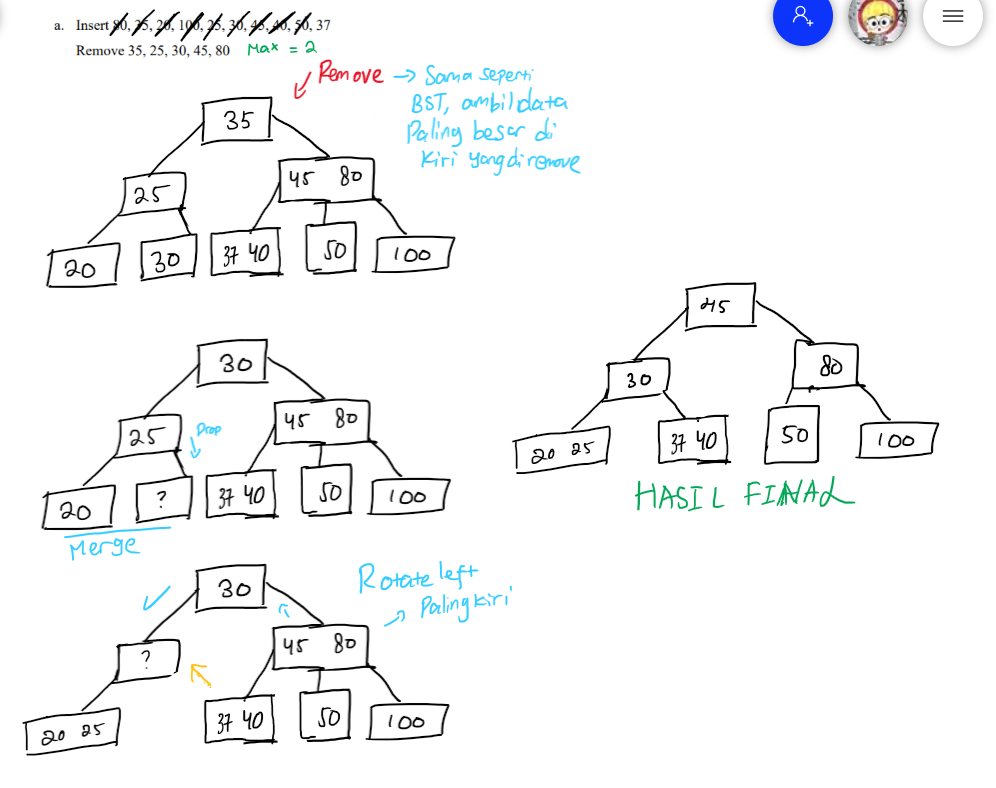 a. Insert 80, 35, 20, 100, 25, 30, 45, 40, 50, 37
Remove 35, 25, 30, 45, 80 Max = 2
Remove → Sama seperti
BST, ambil data
Paling besar di
Kiri yang diremove
35
25
45 80
20
30
37 40
50
100
30
25
Drop
45 80
20
?
37 40
50
100
Merge
30
Rotate left
→ Paling kiri
?
45 80
20 25
37 40
50
100
45
30
80
20 25
37 40
50
100
HASIL FINAL